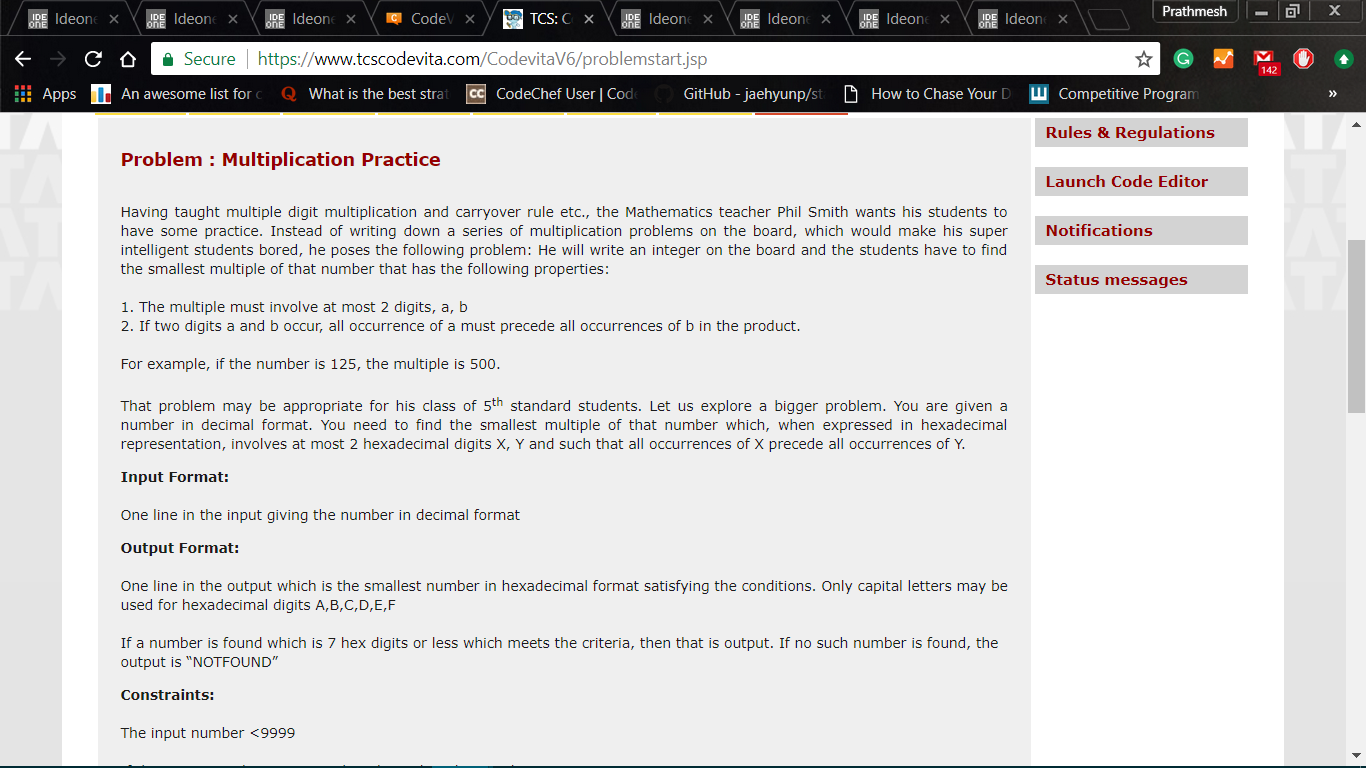 Ideone Ideone Ideone CodeV TCS: Co Ideone Ideone Ideone Ideone Prathmesh
Secure https://www.tcscodevita.com/CodevitaV6/problemstart.jsp 142
Apps An awesome list for c What is the best strat CC CodeChef User | Code GitHub - jaehyunp/st How to Chase Your D Competitive Program »
Problem : Multiplication Practice
Having taught multiple digit multiplication and carryover rule etc., the Mathematics teacher Phil Smith wants his students to
have some practice. Instead of writing down a series of multiplication problems on the board, which would make his super
intelligent students bored, he poses the following problem: He will write an integer on the board and the students have to find
the smallest multiple of that number that has the following properties:
1. The multiple must involve at most 2 digits, a, b
2. If two digits a and b occur, all occurrence of a must precede all occurrences of b in the product.
For example, if the number is 125, the multiple is 500.
That problem may be appropriate for his class of 5th standard students. Let us explore a bigger problem. You are given a
number in decimal format. You need to find the smallest multiple of that number which, when expressed in hexadecimal
representation, involves at most 2 hexadecimal digits X, Y and such that all occurrences of X precede all occurrences of Y.
Input Format:
One line in the input giving the number in decimal format
Output Format:
One line in the output which is the smallest number in hexadecimal format satisfying the conditions. Only capital letters may be
used for hexadecimal digits A,B,C,D,E,F
If a number is found which is 7 hex digits or less which meets the criteria, then that is output. If no such number is found, the
output is “NOTFOUND”
Constraints:
The input number <9999
Rules & Regulations
Launch Code Editor
Notifications
Status messages